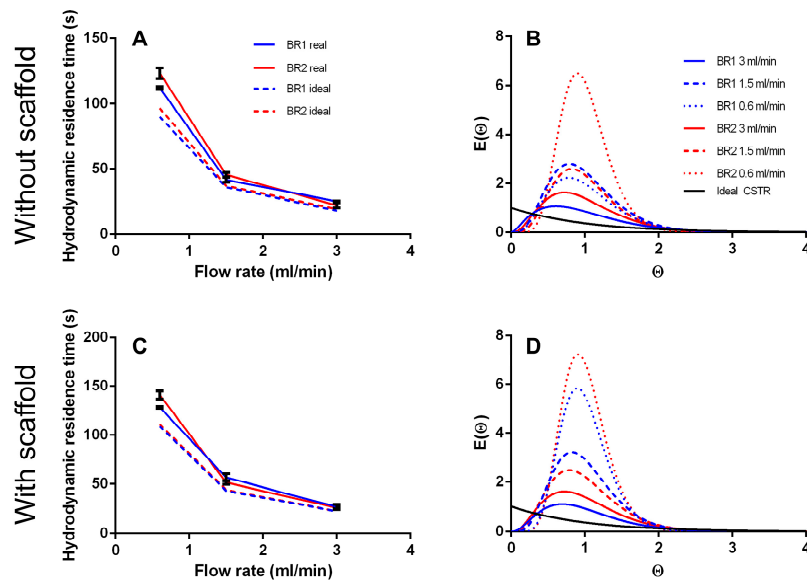 Without scaffold
A
Hydrodynamic residence time (s)
150
100
50
0
0
1
2
3
4
Flow rate (ml/min)
BR1 real
BR2 real
BR1 ideal
BR2 ideal
B
E(Θ)
8
6
4
2
0
0
1
2
3
4
Θ
BR1 3 ml/min
BR1 1.5 ml/min
BR1 0.6 ml/min
BR2 3 ml/min
BR2 1.5 ml/min
BR2 0.6 ml/min
Ideal CSTR
With scaffold
C
Hydrodynamic residence time (s)
200
150
100
50
0
0
1
2
3
4
Flow rate (ml/min)
D
E(Θ)
8
6
4
2
0
0
1
2
3
4
Θ